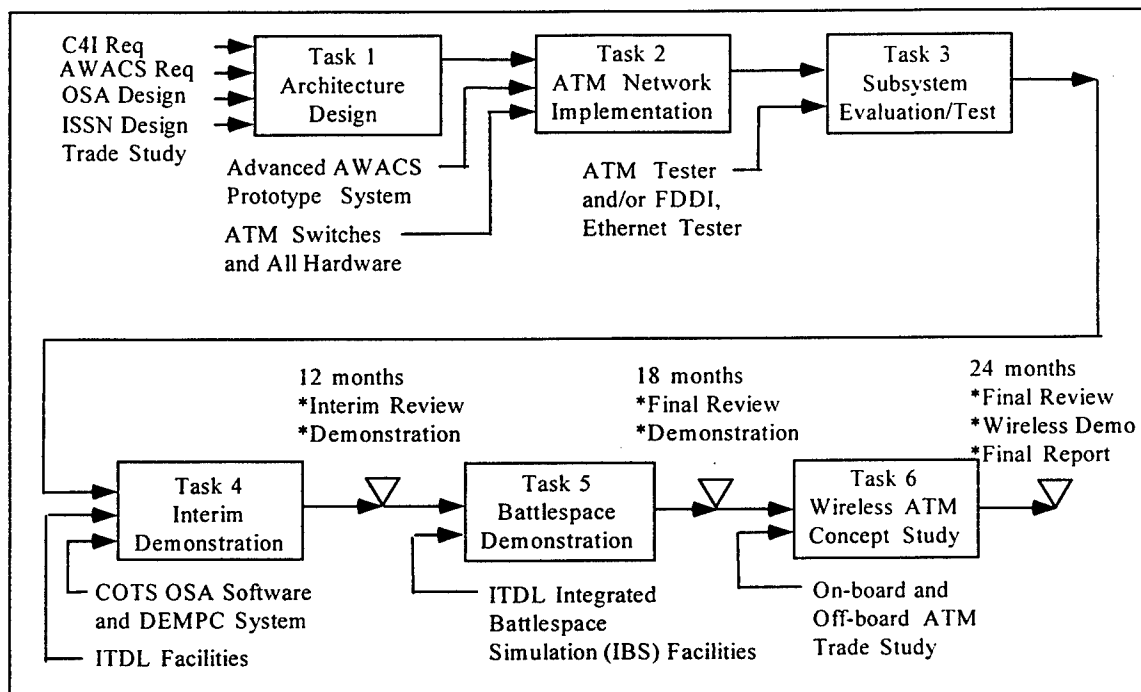 C4I Req
AWACS Req
OSA Design
ISSN Design
Trade Study
Task 1
Architecture
Design
Task 2
ATM Network
Implementation
Task 3
Subsystem
Evaluation/Test
Advanced AWACS
Prototype System
ATM Switches
and All Hardware
ATM Tester
and/or FDDI,
Ethernet Tester
12 months
*Interim Review
*Demonstration
18 months
*Final Review
*Demonstration
24 months
*Final Review
*Wireless Demo
*Final Report
Task 4
Interim
Demonstration
Task 5
Battlespace
Demonstration
Task 6
Wireless ATM
Concept Study
COTS OSA Software
and DEMPC System
ITDL Facilities
ITDL Integrated
Battlespace
Simulation (IBS) Facilities
On-board and
Off-board ATM
Trade Study